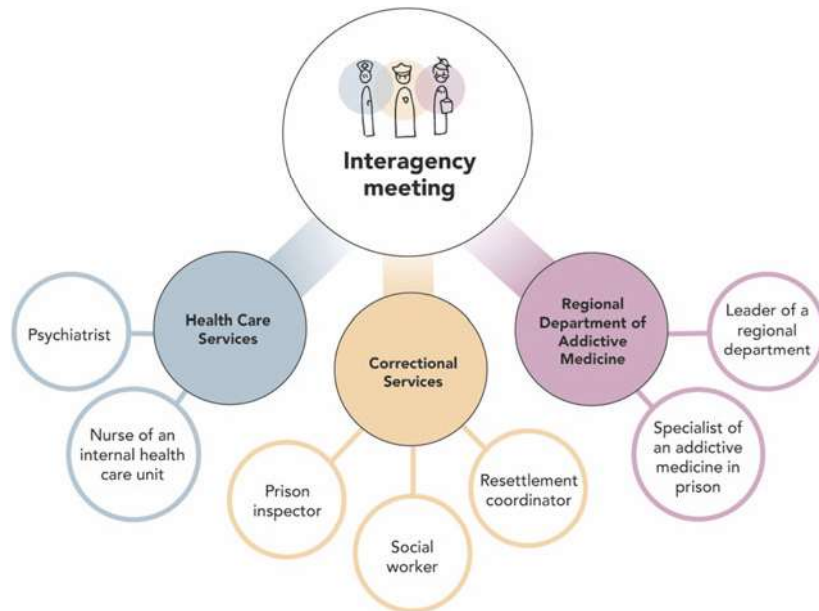 Interagency
meeting
Health Care
Services
Psychiatrist
Nurse of an
internal health
care unit
Correctional
Services
Prison
inspector
Social
worker
Resettlement
coordinator
Regional
Department of
Addictive
Medicine
Leader of a
regional
department
Specialist of
an addictive
medicine in
prison